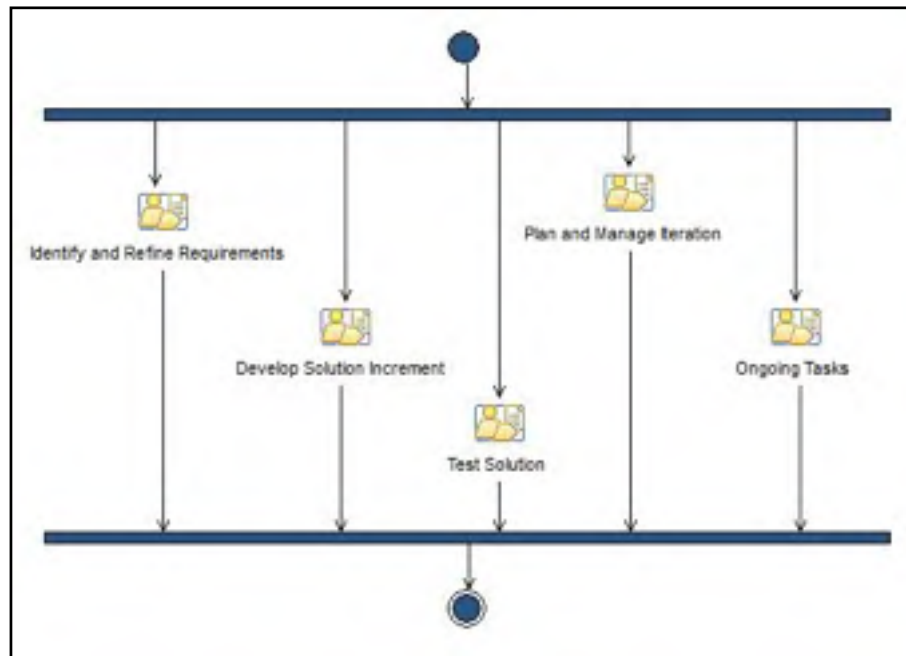 Plan and Manage Iteration
Identify and Refine Requirements
Develop Solution Increment
Ongoing Tasks
Test Solution